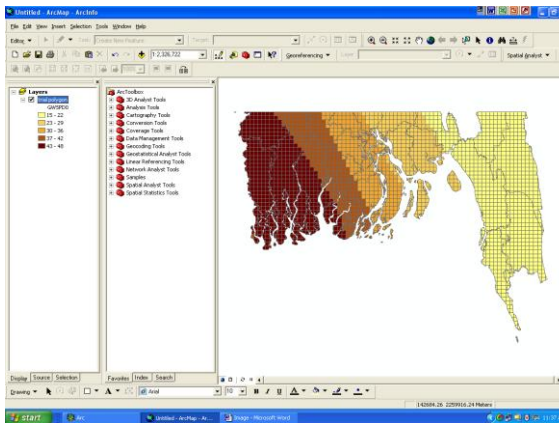 Untitled - ArcMap - ArcInfo
File Edit View Insert Selection Tools Window Help
Editor Task: Create New Feature Target:
1:2,326,722 Georeferencing Layer: Spatial Analyst
Layers
GWSPD0
15 - 22
23 - 29
30 - 36
37 - 42
43 - 48
Display Source Selection
ArcToolbox
3D Analyst Tools
Analysis Tools
Cartography Tools
Conversion Tools
Coverage Tools
Data Management Tools
Geocoding Tools
Geostatistical Analyst Tools
Linear Referencing Tools
Network Analyst Tools
Samples
Spatial Analyst Tools
Spatial Statistics Tools
Favorites Index Search
Drawing A Arial 10 B I U A
142684.26 2259916.24 Meters
start Arc Untitled - ArcMap - Ar... Image - Microsoft Word